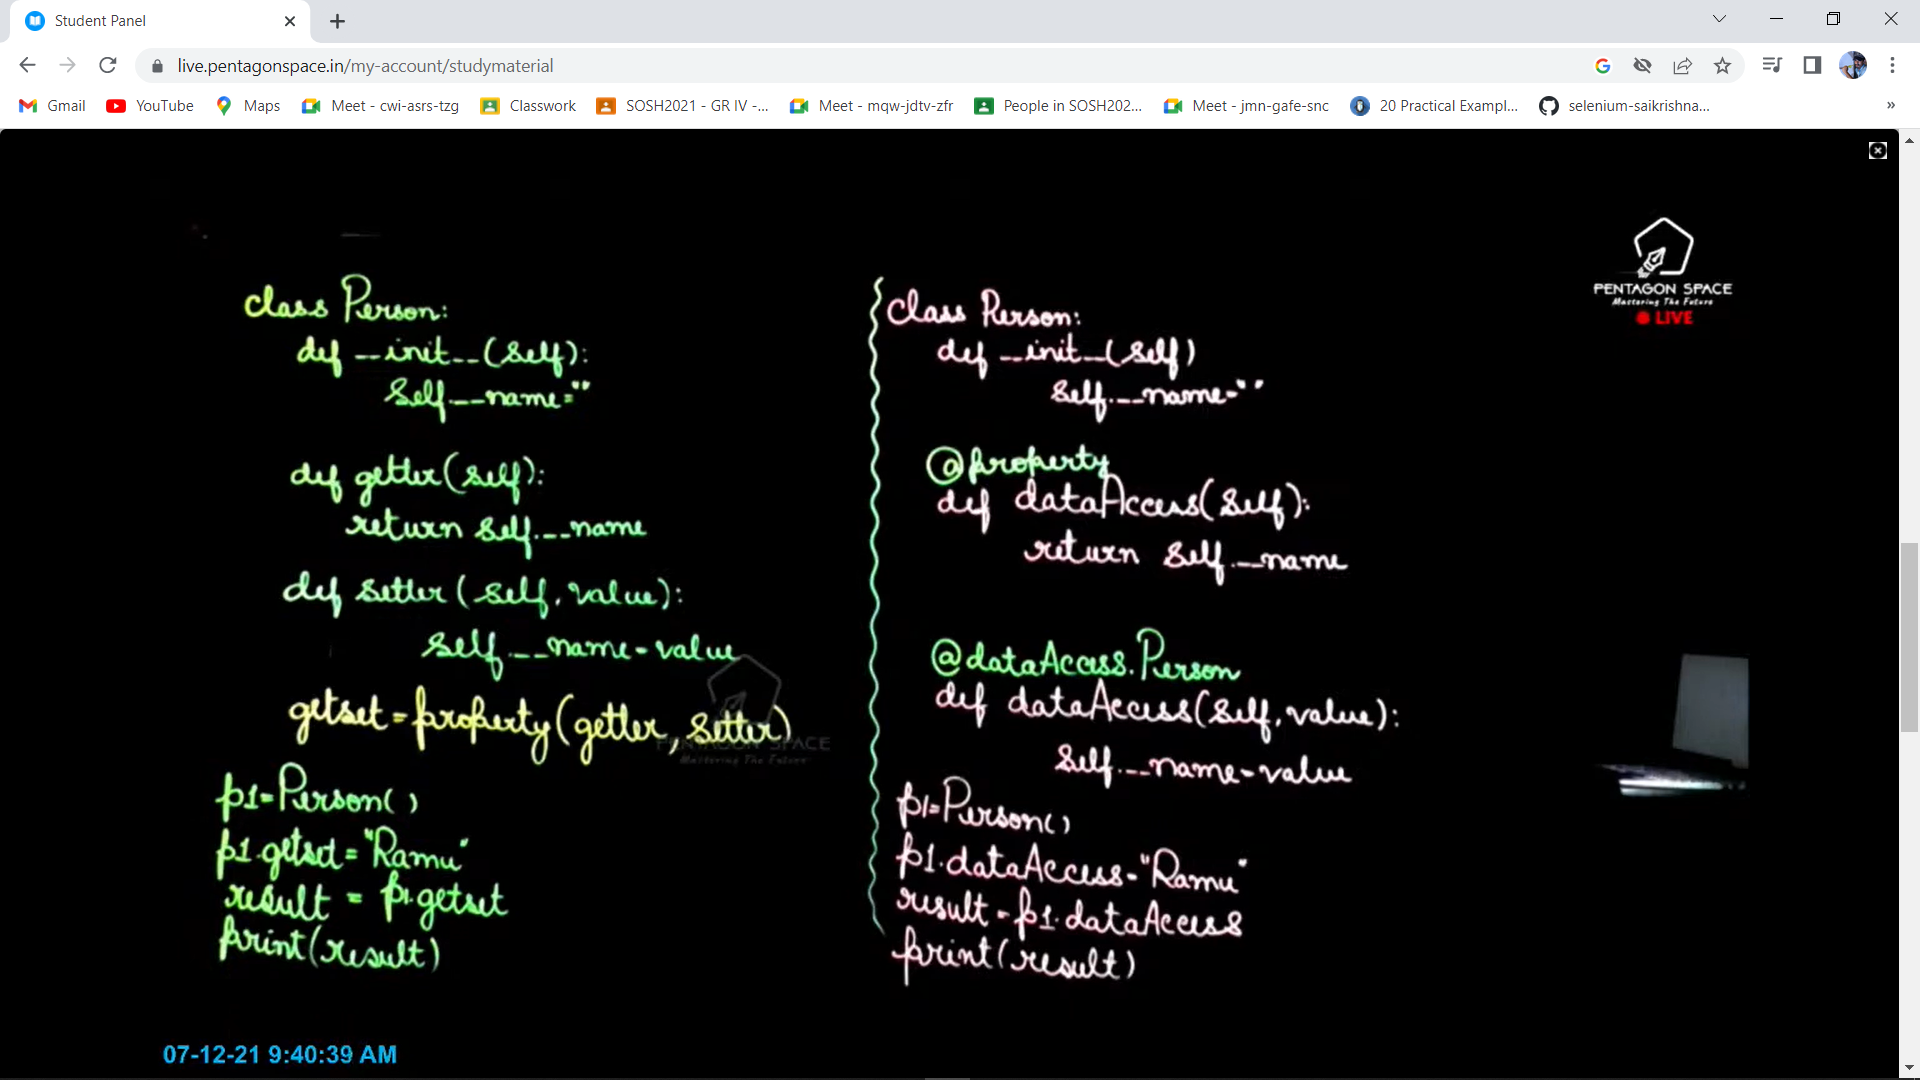 Student Panel
live.pentagonspace.in/my-account/studymaterial
Gmail YouTube Maps Meet - cwi-asrs-tzg Classwork SOSH2021 - GR IV -... Meet - mqw-jdtv-zfr People in SOSH202... Meet - jmn-gafe-snc 20 Practical Exampl... selenium-saikrishna... »
PENTAGON SPACE
Mastering The Future
LIVE
class Person:
def __init__(self):
self.__name=""
def getter(self):
return self.__name
def setter(self,value):
self.__name=value
getset=property(getter,setter)
p1=Person()
p1.getset="Ramu"
result = p1.getset
print(result)
class Person:
def __init__(self)
self.__name=""
@property
def dataAccess(self):
return self.__name
@dataAccess.Person
def dataAccess(self,value):
self.__name=value
p1=Person()
p1.dataAccess="Ramu"
result=p1.dataAccess
print(result)
PENTAGON SPACE
Mastering The Future
07-12-21 9:40:39 AM